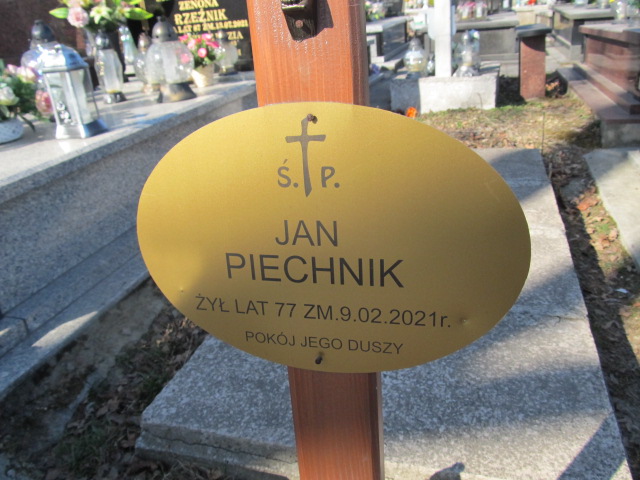 ZENONA
RZEŹNIK
Ś. P.
JAN
PIECHNIK
ŻYŁ LAT 77 ZM.9.02.2021r.
POKÓJ JEGO DUSZY